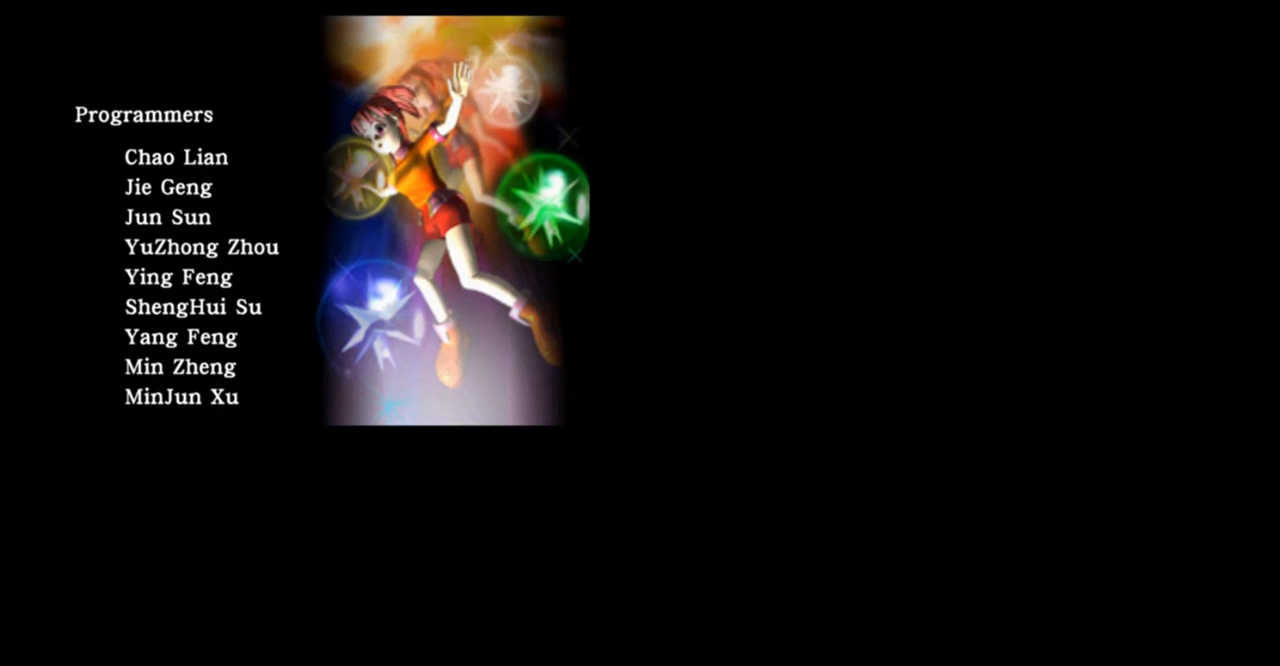 Programmers
Chao Lian
Jie Geng
Jun Sun
YuZhong Zhou
Ying Feng
ShengHui Su
Yang Feng
Min Zheng
MinJun Xu